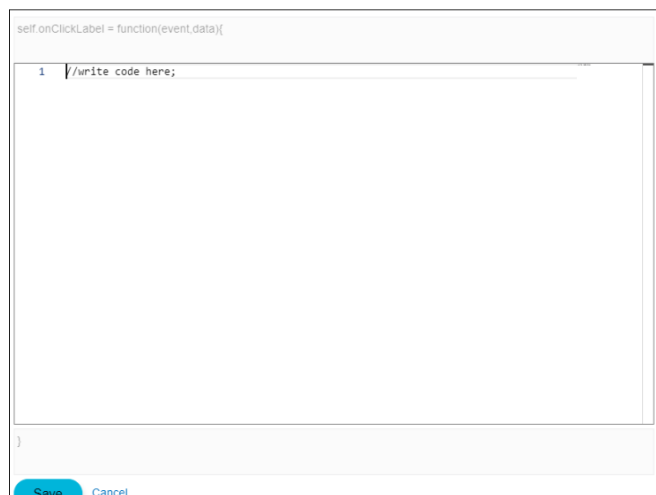 self.onClickLabel = function(event,data){
1 //write code here;
}
Save Cancel